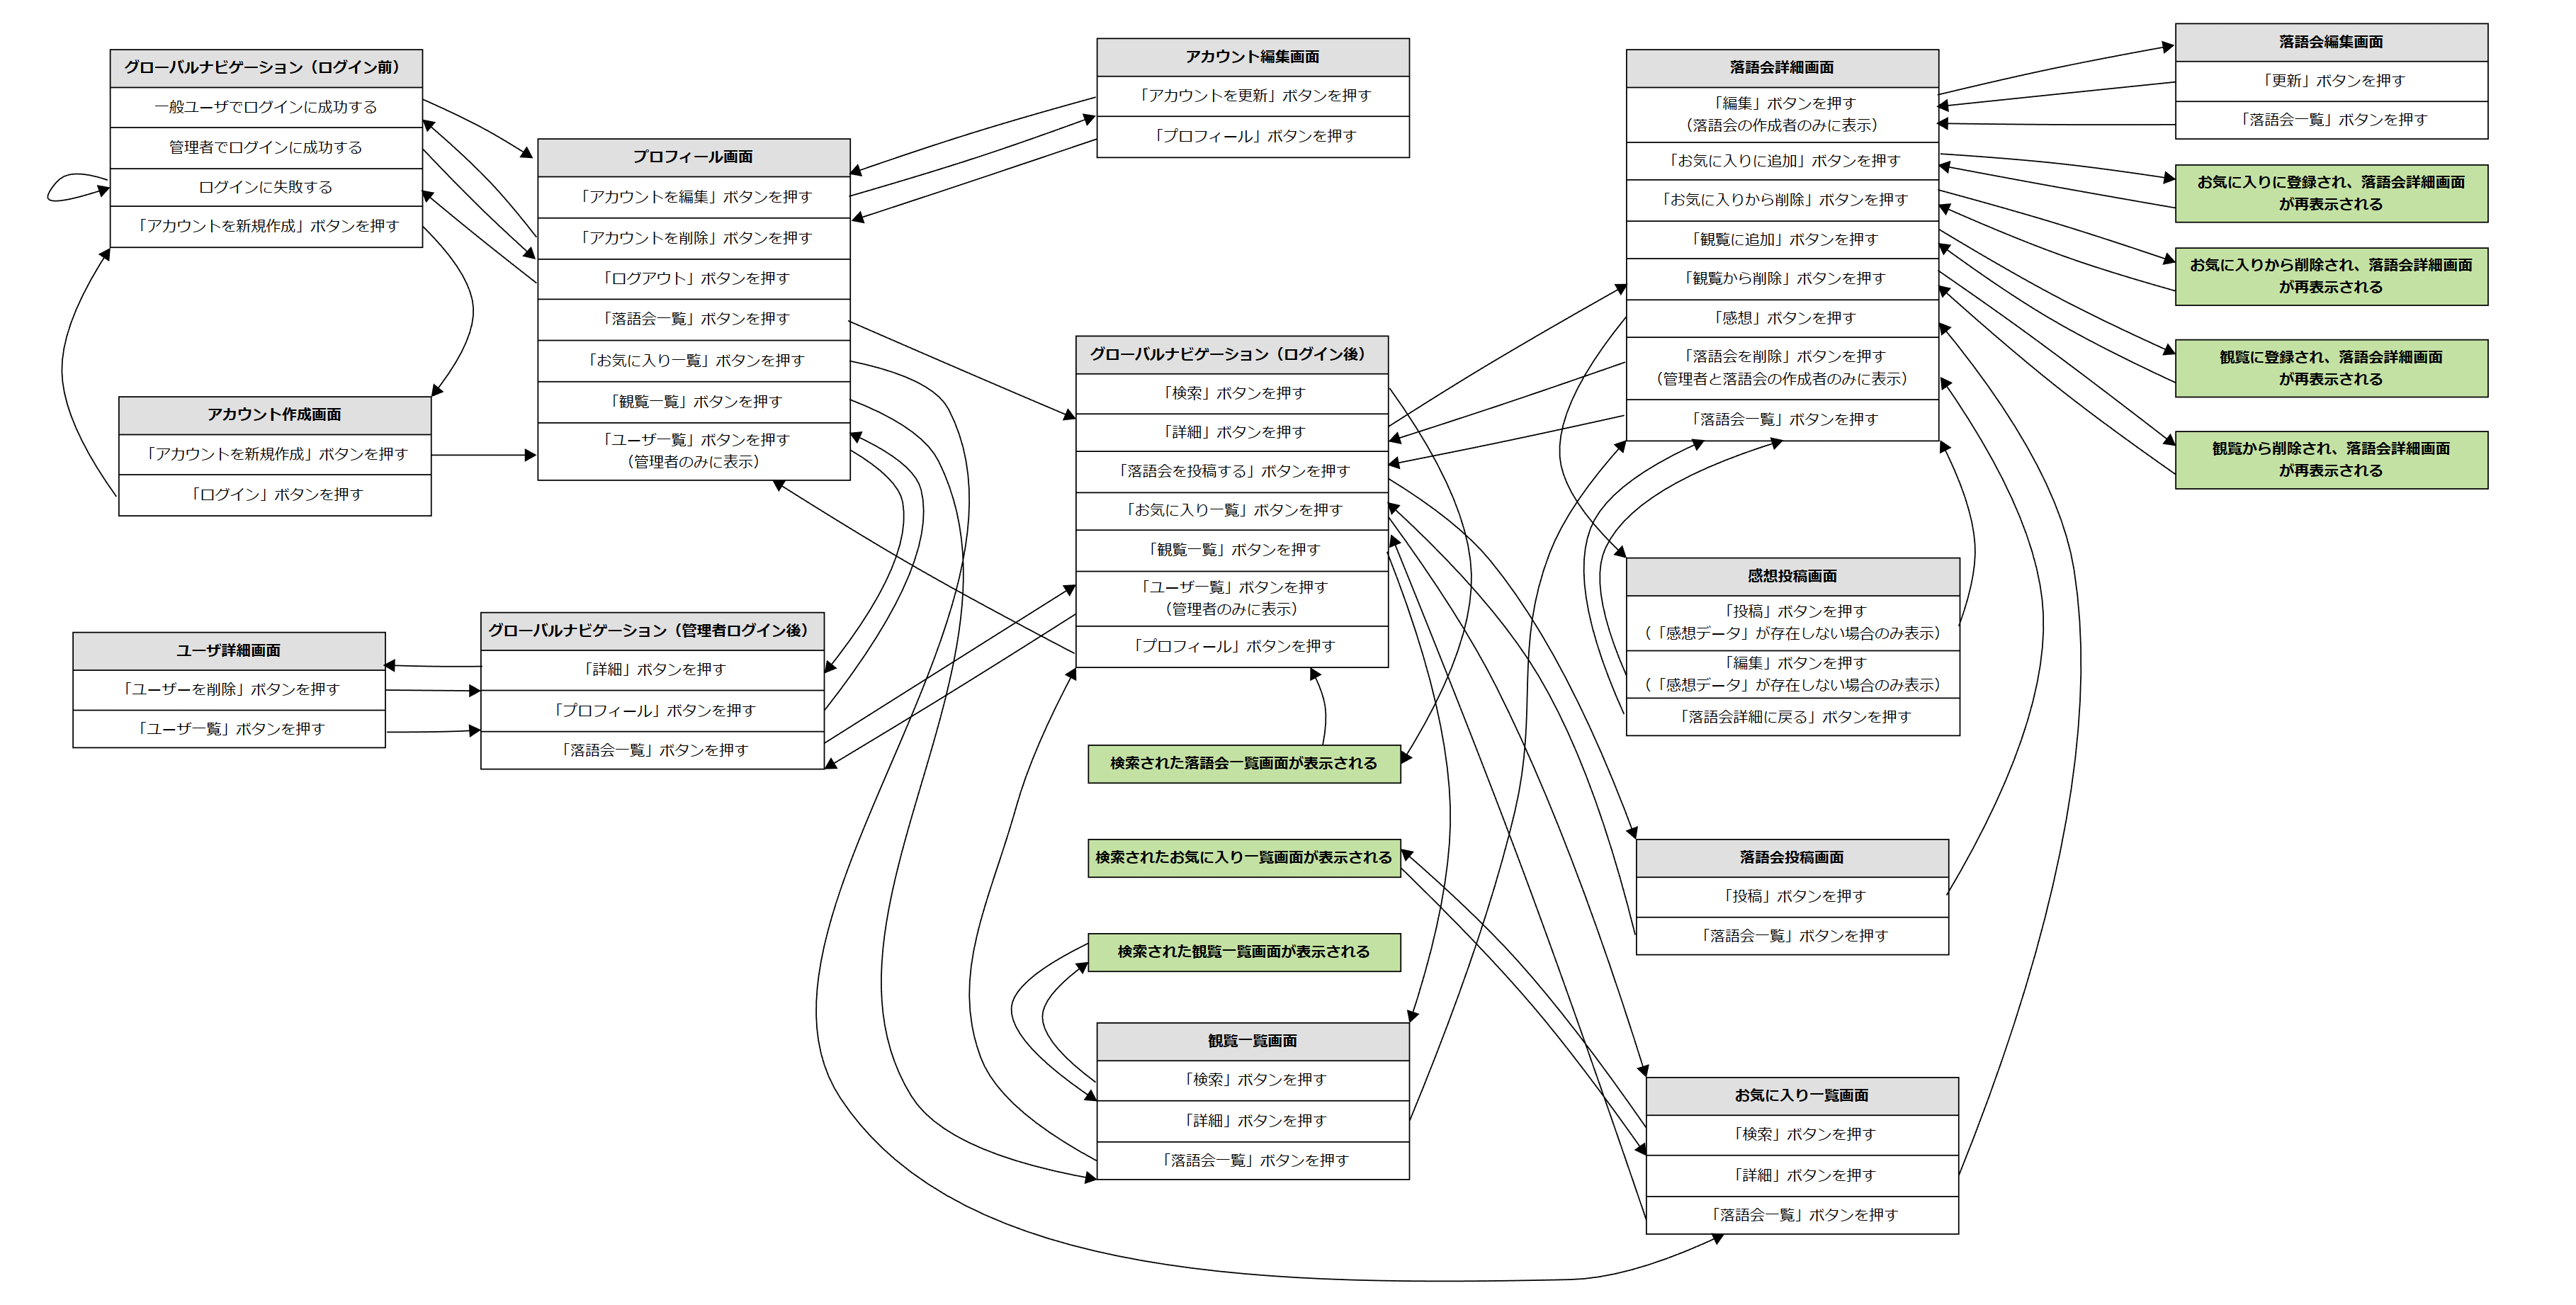 グローバルナビゲーション（ログイン前）
一般ユーザでログインに成功する
管理者でログインに成功する
ログインに失敗する
「アカウントを新規作成」ボタンを押す
アカウント作成画面
「アカウントを新規作成」ボタンを押す
「ログイン」ボタンを押す
プロフィール画面
「アカウントを編集」ボタンを押す
「アカウントを削除」ボタンを押す
「ログアウト」ボタンを押す
「落語会一覧」ボタンを押す
「お気に入り一覧」ボタンを押す
「観覧一覧」ボタンを押す
「ユーザ一覧」ボタンを押す
（管理者のみに表示）
ユーザ詳細画面
「ユーザーを削除」ボタンを押す
「ユーザ一覧」ボタンを押す
グローバルナビゲーション（管理者ログイン後）
「詳細」ボタンを押す
「プロフィール」ボタンを押す
「落語会一覧」ボタンを押す
アカウント編集画面
「アカウントを更新」ボタンを押す
「プロフィール」ボタンを押す
グローバルナビゲーション（ログイン後）
「検索」ボタンを押す
「詳細」ボタンを押す
「落語会を投稿する」ボタンを押す
「お気に入り一覧」ボタンを押す
「観覧一覧」ボタンを押す
「ユーザ一覧」ボタンを押す
（管理者のみに表示）
「プロフィール」ボタンを押す
検索された落語会一覧画面が表示される
検索されたお気に入り一覧画面が表示される
検索された観覧一覧画面が表示される
観覧一覧画面
「検索」ボタンを押す
「詳細」ボタンを押す
「落語会一覧」ボタンを押す
落語会詳細画面
「編集」ボタンを押す
（落語会の作成者のみに表示）
「お気に入りに追加」ボタンを押す
「お気に入りから削除」ボタンを押す
「観覧に追加」ボタンを押す
「観覧から削除」ボタンを押す
「感想」ボタンを押す
「落語会を削除」ボタンを押す
（管理者と落語会の作成者のみに表示）
「落語会一覧」ボタンを押す
感想投稿画面
「投稿」ボタンを押す
（「感想データ」が存在しない場合のみ表示）
「編集」ボタンを押す
（「感想データ」が存在しない場合のみ表示）
「落語会詳細に戻る」ボタンを押す
落語会投稿画面
「投稿」ボタンを押す
「落語会一覧」ボタンを押す
お気に入り一覧画面
「検索」ボタンを押す
「詳細」ボタンを押す
「落語会一覧」ボタンを押す
落語会編集画面
「更新」ボタンを押す
「落語会一覧」ボタンを押す
お気に入りに登録され、落語会詳細画面
が再表示される
お気に入りから削除され、落語会詳細画面
が再表示される
観覧に登録され、落語会詳細画面
が再表示される
観覧から削除され、落語会詳細画面
が再表示される